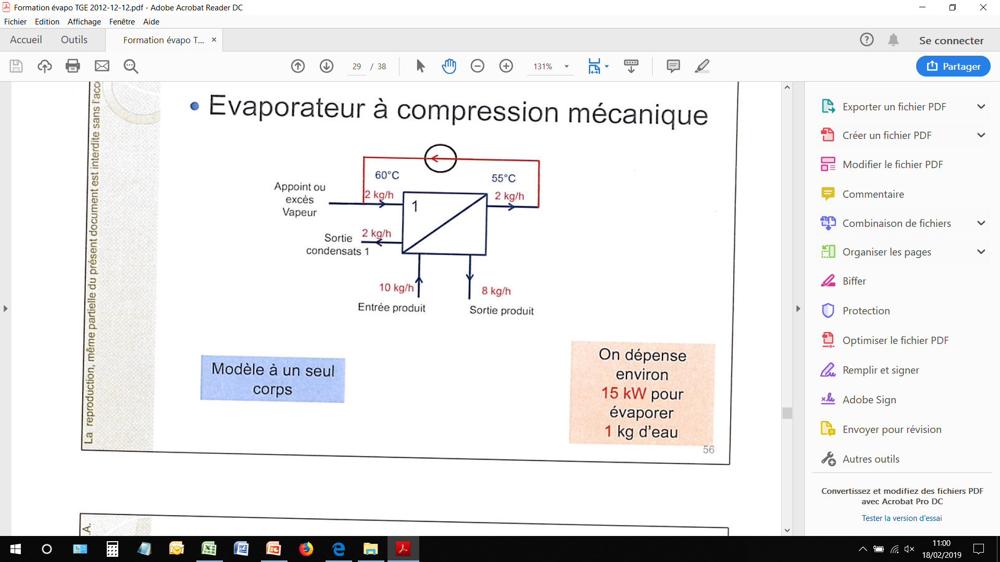 Formation évapo TGE 2012-12-12.pdf - Adobe Acrobat Reader DC
Fichier Edition Affichage Fenêtre Aide
Accueil Outils Formation évapo T... Se connecter
29 / 38 131% Partager
La reproduction, même partielle du présent document est interdite sans l'acc
• Evaporateur à compression mécanique
60°C
55°C
Appoint ou
excès
Vapeur
2 kg/h
1
2 kg/h
Sortie
condensats 1
2 kg/h
10 kg/h
8 kg/h
Entrée produit
Sortie produit
Modèle à un seul
corps
On dépense
environ
15 kW pour
évaporer
1 kg d'eau
56
.A.
Exporter un fichier PDF
Créer un fichier PDF
Modifier le fichier PDF
Commentaire
Combinaison de fichiers
Organiser les pages
Biffer
Protection
Optimiser le fichier PDF
Remplir et signer
Adobe Sign
Envoyer pour révision
Autres outils
Convertissez et modifiez des fichiers PDF
avec Acrobat Pro DC
Tester la version d'essai
11:00
18/02/2019